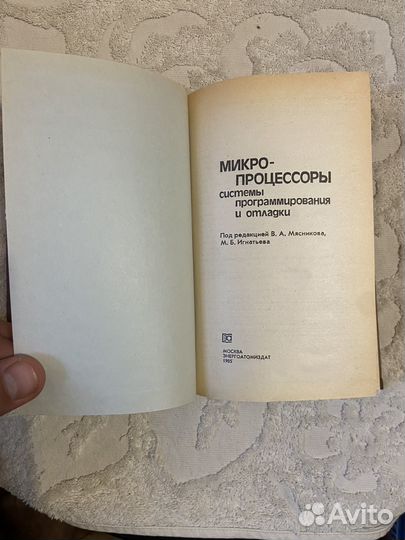 МИКРО-
ПРОЦЕССОРЫ
системы
программирования
и отладки
Под редакцией В. А. Мясникова,
М. Б. Игнатьева
МОСКВА
ЭНЕРГОАТОМИЗДАТ
1985
Avito